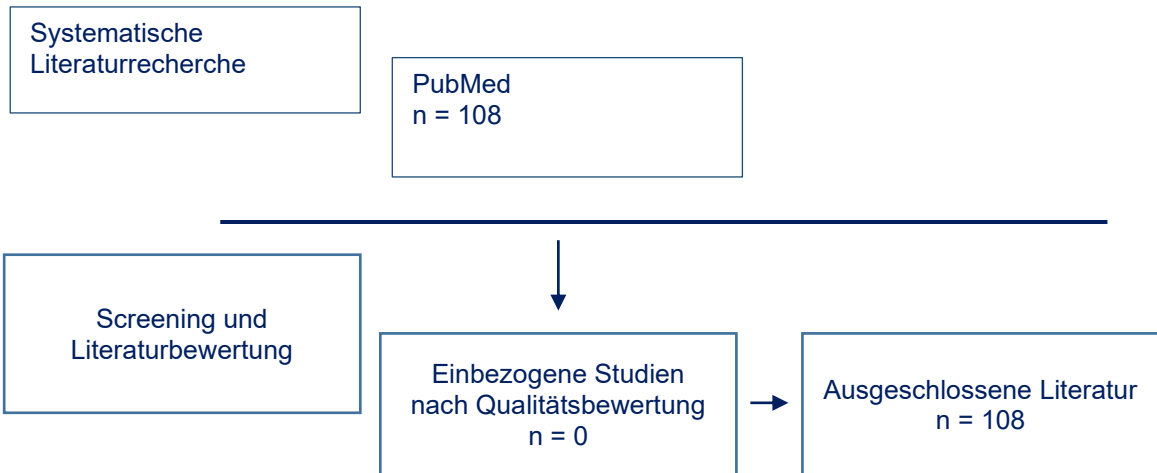 Systematische
Literaturrecherche
PubMed
n = 108
Screening und
Literaturbewertung
Einbezogene Studien
nach Qualitätsbewertung
n = 0
Ausgeschlossene Literatur
n = 108